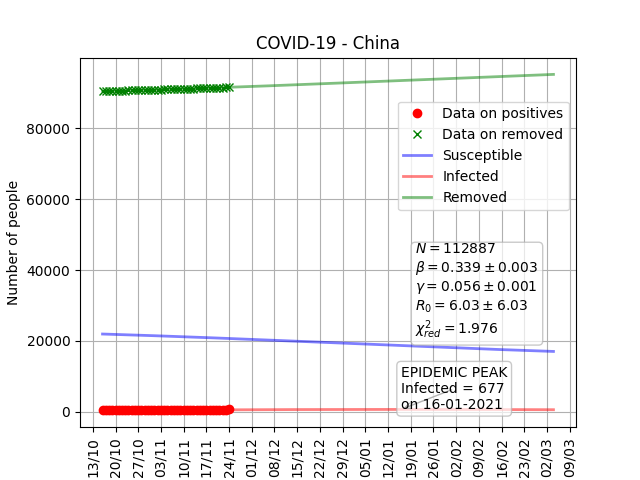 COVID-19 - China
Number of people
80000
60000
40000
20000
0
Data on positives
Data on removed
Susceptible
Infected
Removed
N = 112887
β = 0.339 ± 0.003
γ = 0.056 ± 0.001
R₀ = 6.03 ± 6.03
χ²_red = 1.976
EPIDEMIC PEAK
Infected = 677
on 16-01-2021
13/10
20/10
27/10
03/11
10/11
17/11
24/11
01/12
08/12
15/12
22/12
29/12
05/01
12/01
19/01
26/01
02/02
09/02
16/02
23/02
02/03
09/03